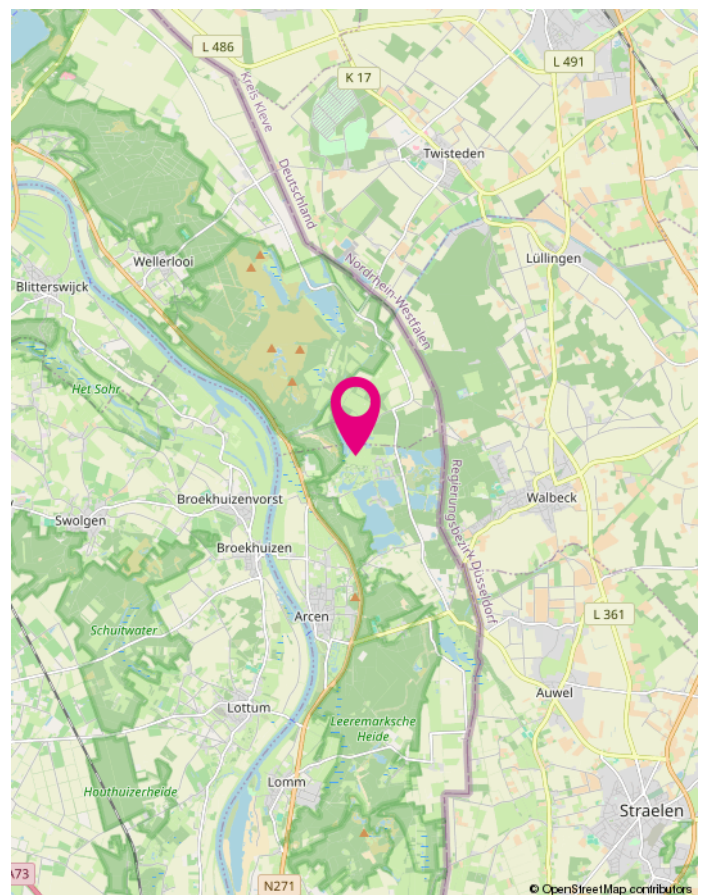 L 486
L 491
K 17
Kreis Kleve
Twisteden
Deutschland
Lüllingen
Wellerlooi
Nordrhein-Westfalen
Blitterswijck
Het Sohr
Regierungsbezirk Düsseldorf
Broekhuizenvorst
Walbeck
Swolgen
Broekhuizen
Arcen
L 361
Schuitwater
Auwel
Lottum
Leeremarksche
Heide
Lomm
Houthuizerheide
Straelen
A73
N271
© OpenStreetMap contributors